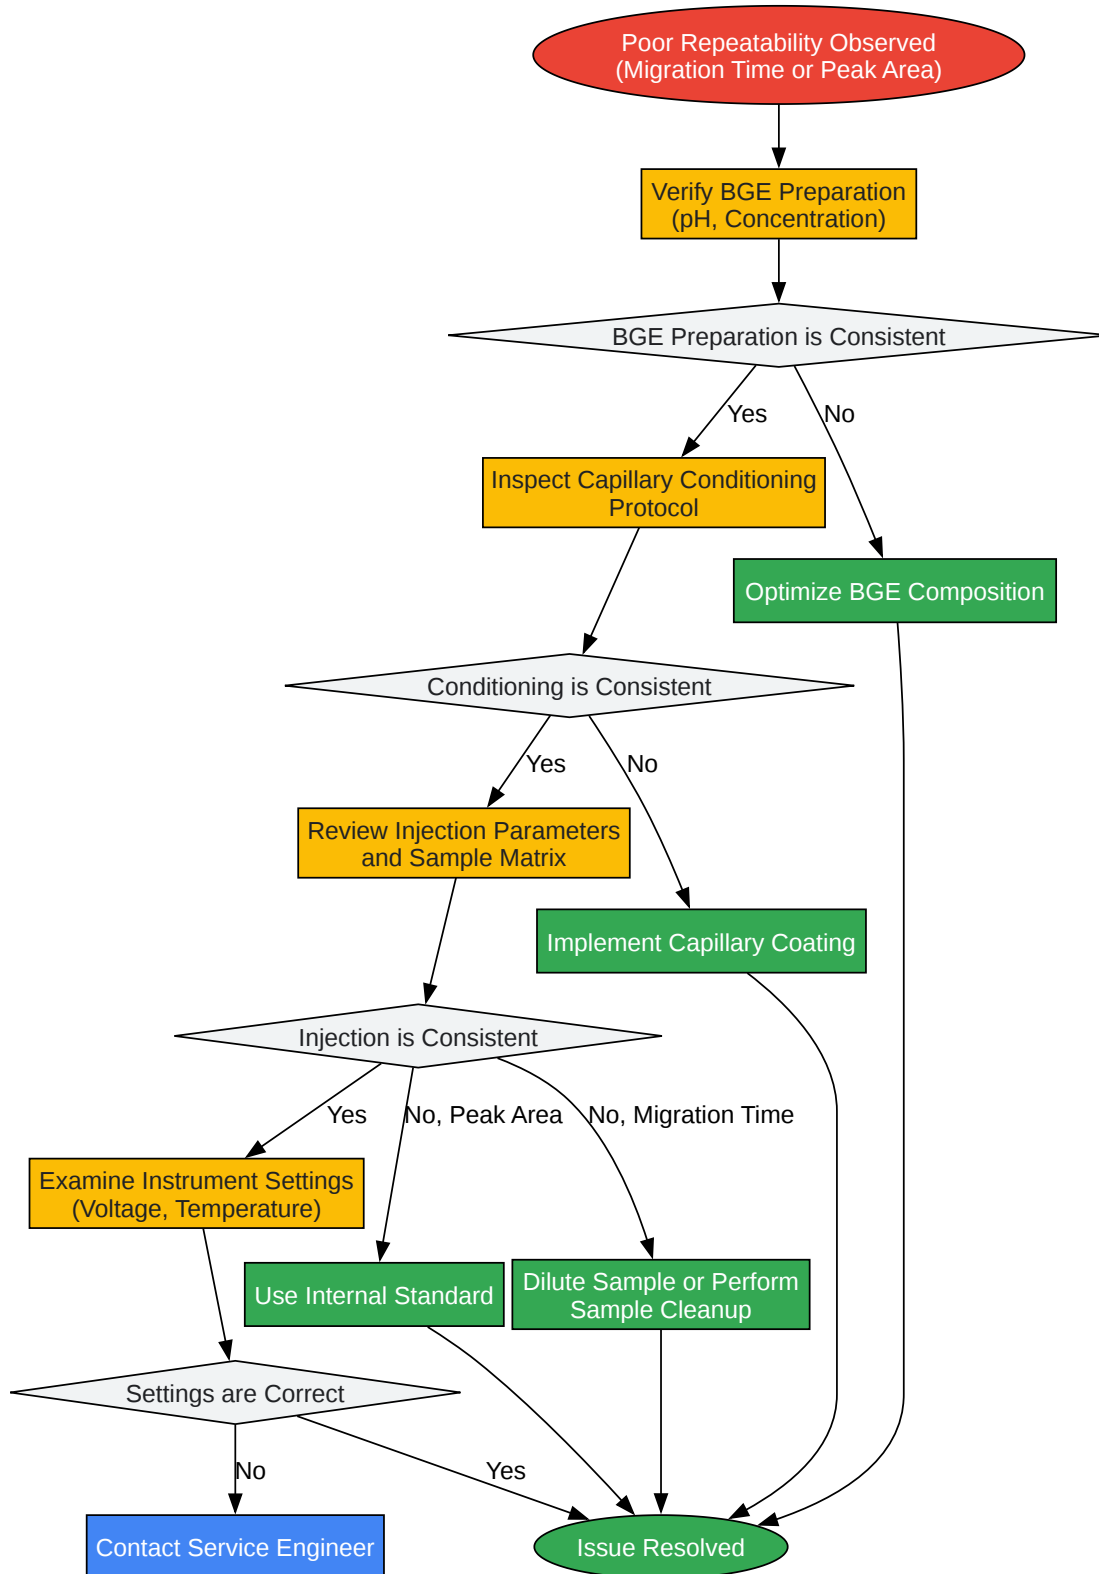 Poor Repeatability Observed
(Migration Time or Peak Area)
Verify BGE Preparation
(pH, Concentration)
BGE Preparation is Consistent
Yes
No
Inspect Capillary Conditioning
Protocol
Optimize BGE Composition
Conditioning is Consistent
Yes
No
Review Injection Parameters
and Sample Matrix
Implement Capillary Coating
Injection is Consistent
Yes
No, Peak Area
No, Migration Time
Examine Instrument Settings
(Voltage, Temperature)
Use Internal Standard
Dilute Sample or Perform
Sample Cleanup
Settings are Correct
No
Yes
Contact Service Engineer
Issue Resolved